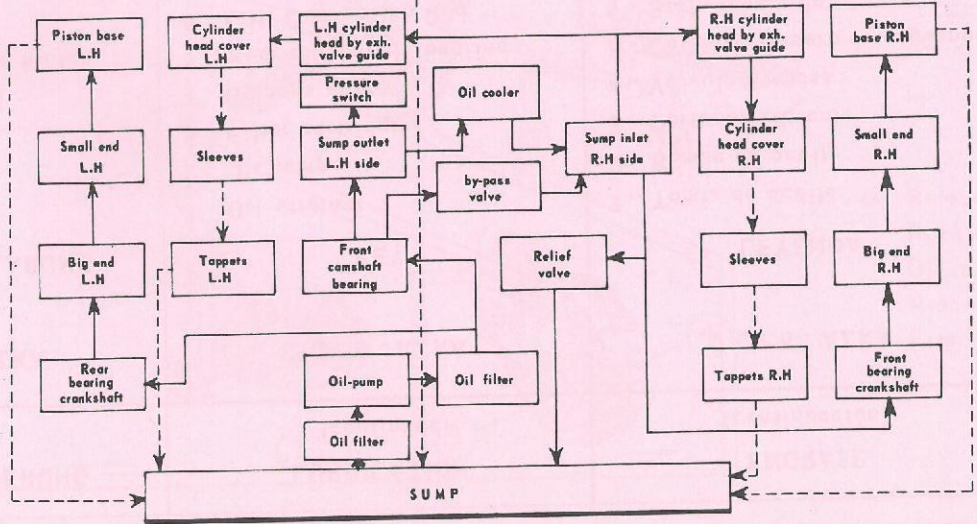 Piston base
L.H
Cylinder
head cover
L.H
L.H cylinder
head by exh.
valve guide
R.H cylinder
head by exh.
valve guide
Piston
base R.H
Pressure
switch
Oil cooler
Small end
L.H
Sleeves
Sump outlet
L.H side
Sump inlet
R.H side
Cylinder
head cover
R.H
Small end
R.H
by-pass
valve
Big end
L.H
Tappets
L.H
Front
camshaft
bearing
Relief
valve
Sleeves
Big end
R.H
Rear
bearing
crankshaft
Oil-pump
Oil filter
Tappets R.H
Front
bearing
crankshaft
Oil filter
SUMP